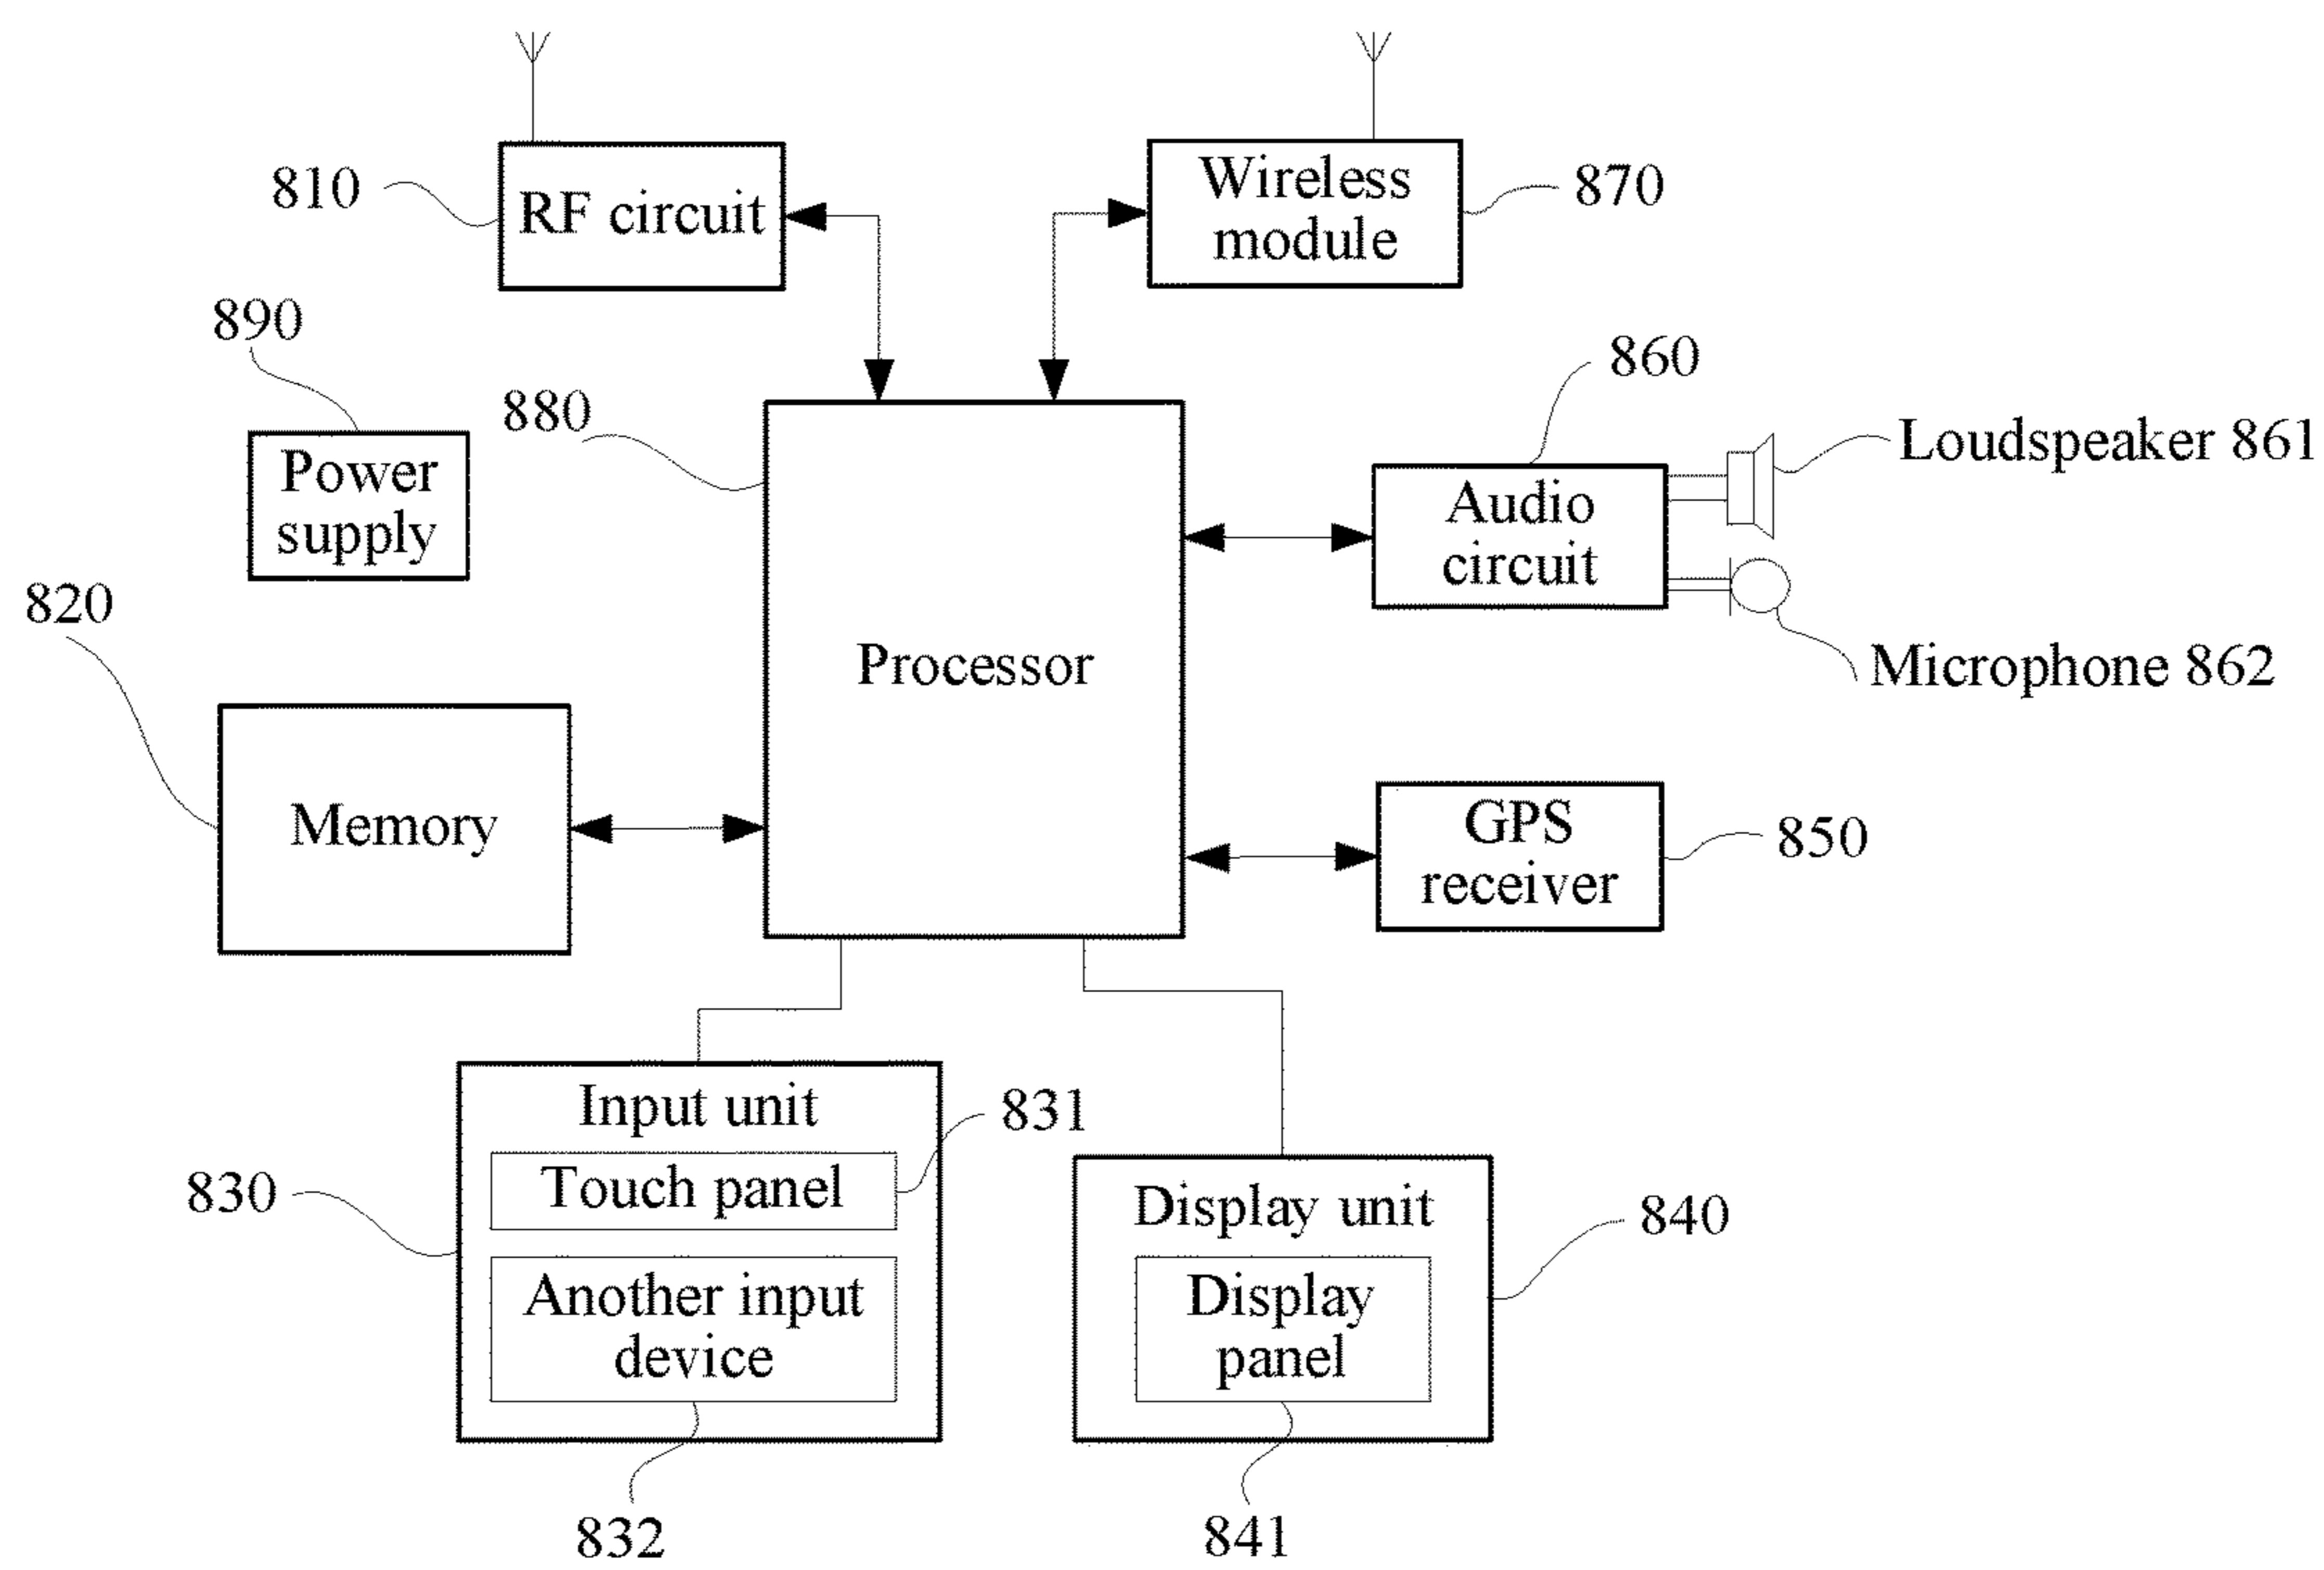 810
RF circuit
Wireless
module
870
890
880
860
Power
supply
Loudspeaker 861
Audio
circuit
820
Processor
Microphone 862
Memory
GPS
receiver
850
Input unit
831
Touch panel
830
Another input
device
Display unit
840
Display
panel
832
841